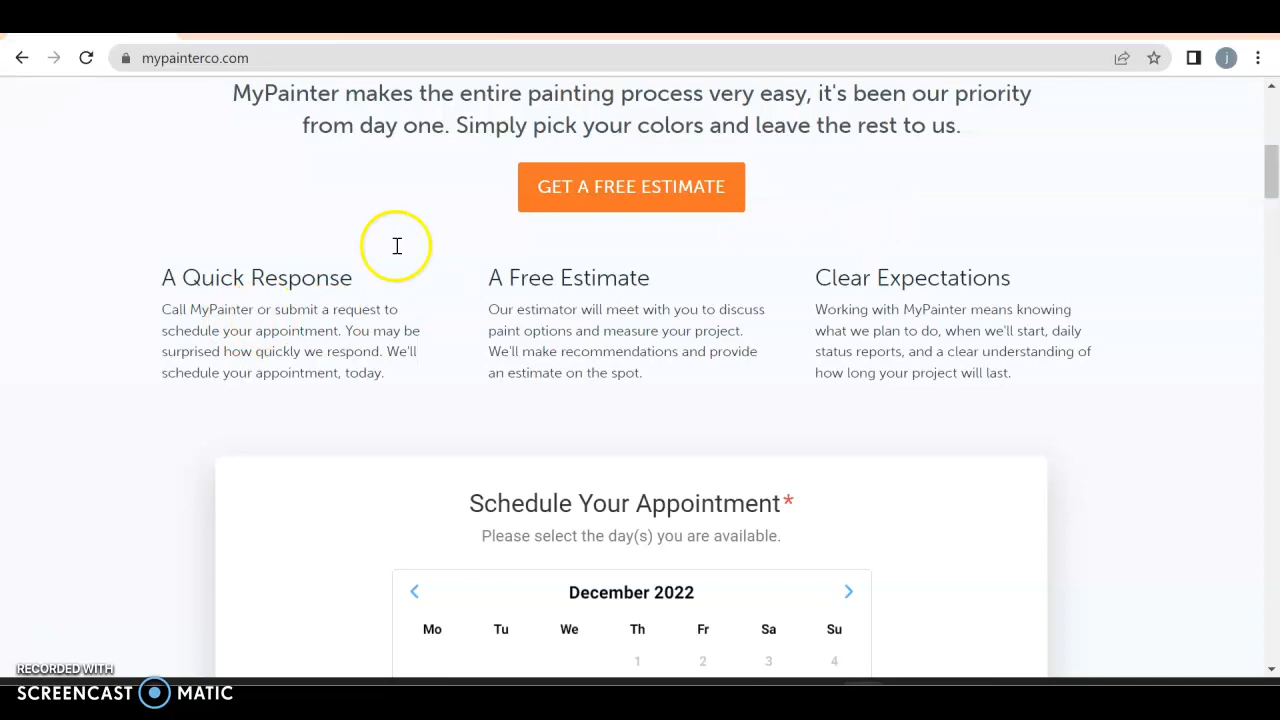 mypainterco.com
j
MyPainter makes the entire painting process very easy, it's been our priority
from day one. Simply pick your colors and leave the rest to us.
GET A FREE ESTIMATE
A Quick Response
Call MyPainter or submit a request to
schedule your appointment. You may be
surprised how quickly we respond. We'll
schedule your appointment, today.
A Free Estimate
Our estimator will meet with you to discuss
paint options and measure your project.
We'll make recommendations and provide
an estimate on the spot.
Clear Expectations
Working with MyPainter means knowing
what we plan to do, when we'll start, daily
status reports, and a clear understanding of
how long your project will last.
Schedule Your Appointment*
Please select the day(s) you are available.
December 2022
Mo Tu We Th Fr Sa Su
1 2 3 4
RECORDED WITH
SCREENCAST MATIC